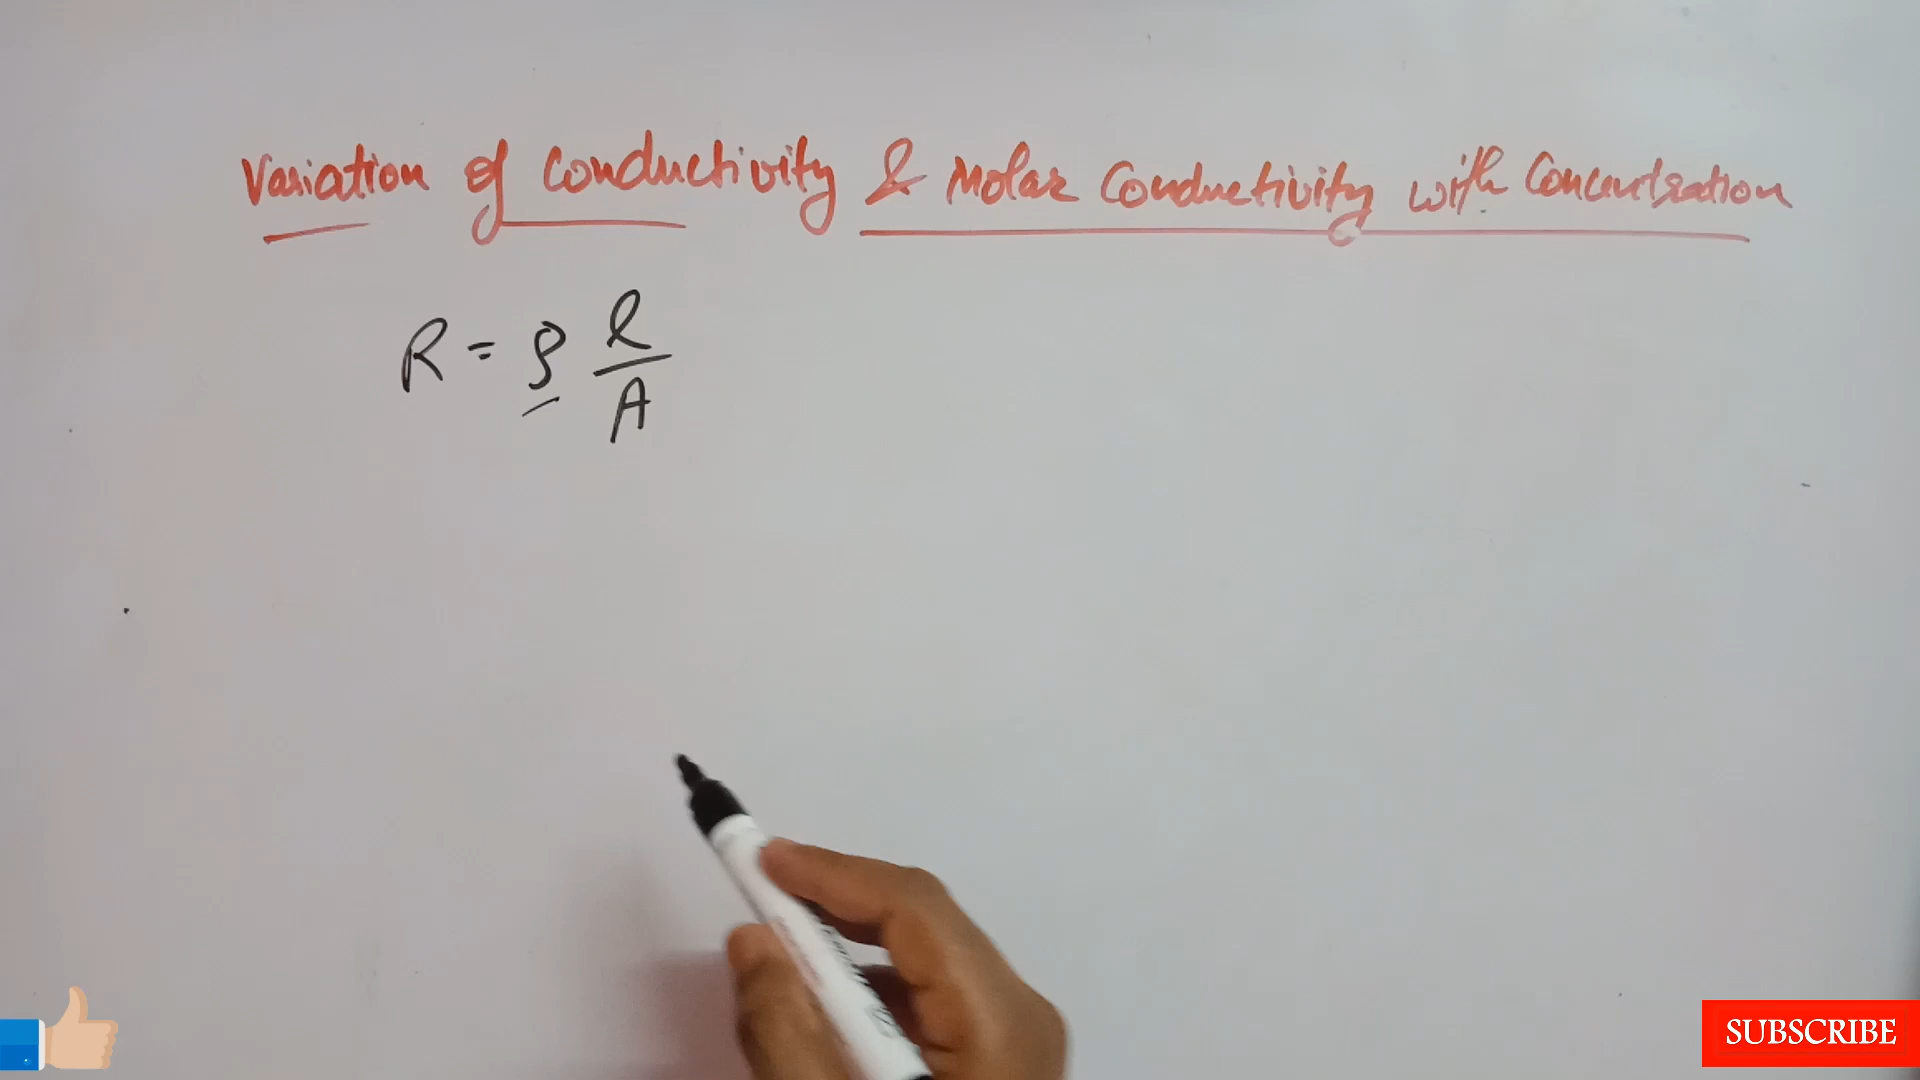 Variation of Conductivity & Molar Conductivity with Concentration
R = ρ l/A
SUBSCRIBE